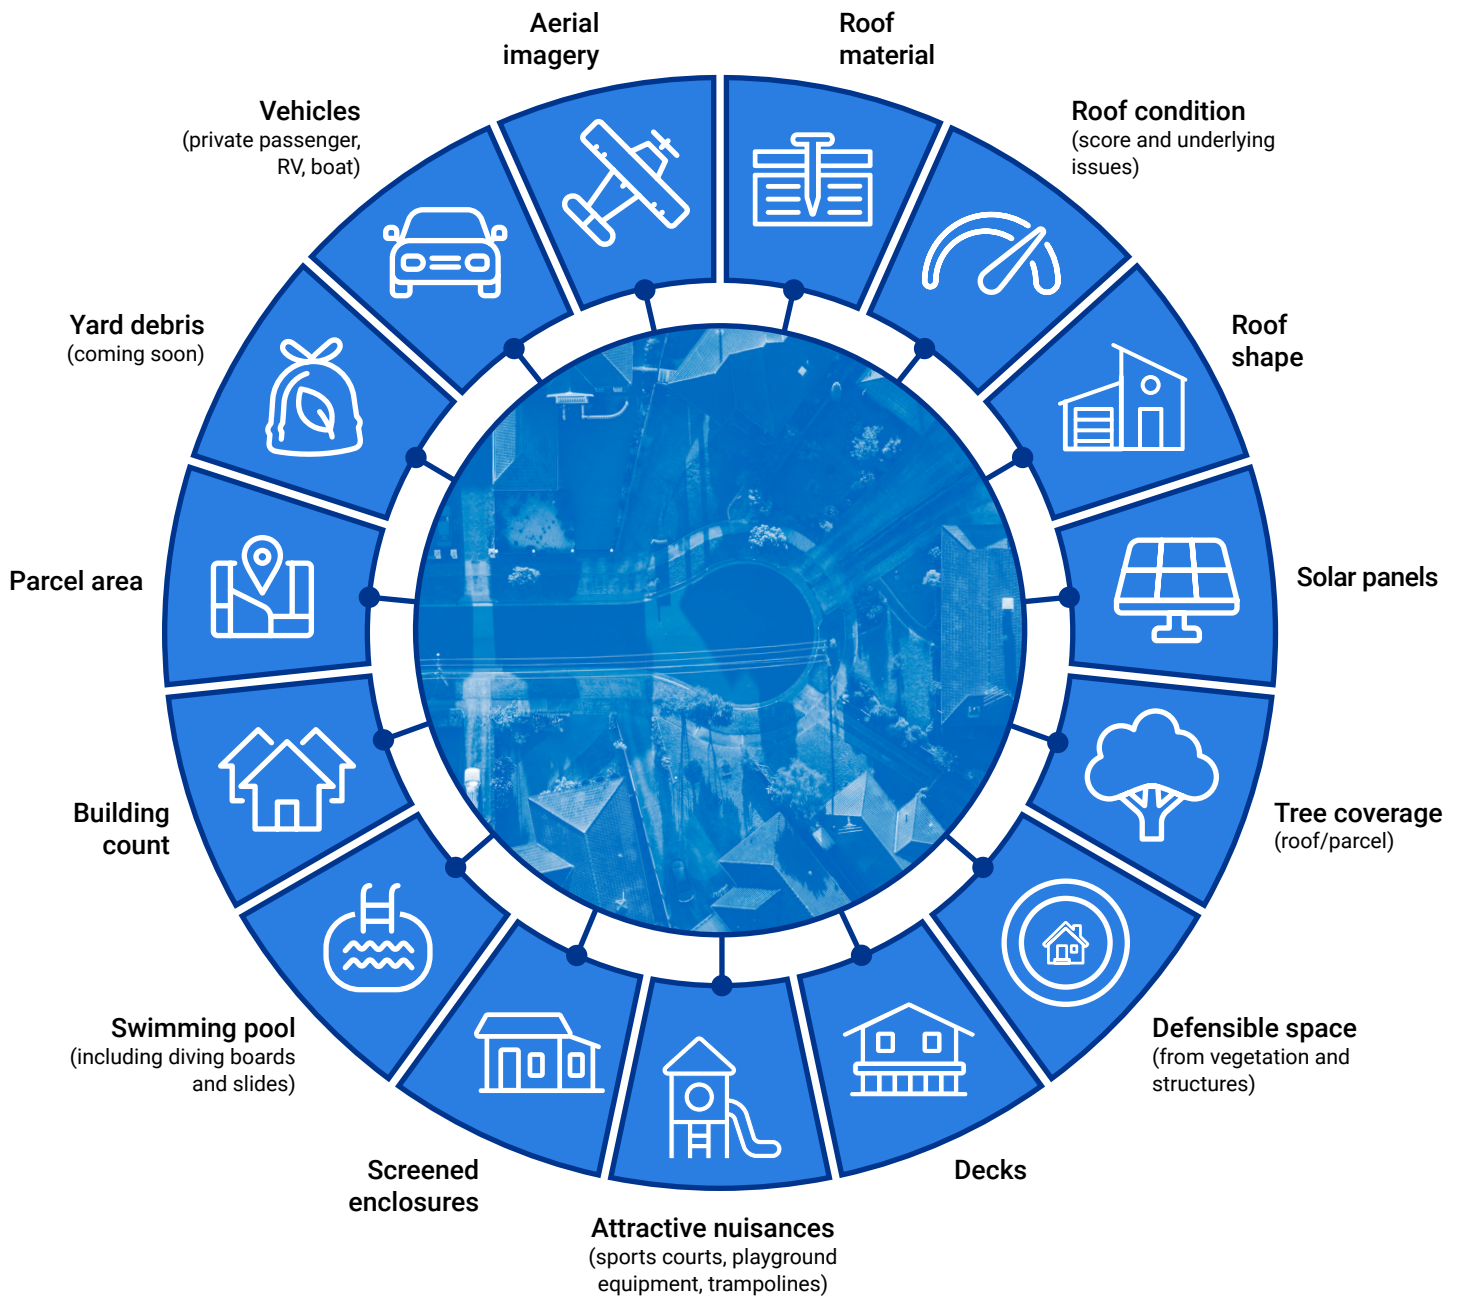 Aerial
imagery
Roof
material
Roof condition
(score and underlying
issues)
Roof
shape
Solar panels
Tree coverage
(roof/parcel)
Defensible space
(from vegetation and
structures)
Decks
Attractive nuisances
(sports courts, playground
equipment, trampolines)
Screened
enclosures
Swimming pool
(including diving boards
and slides)
Building
count
Parcel area
Yard debris
(coming soon)
Vehicles
(private passenger,
RV, boat)